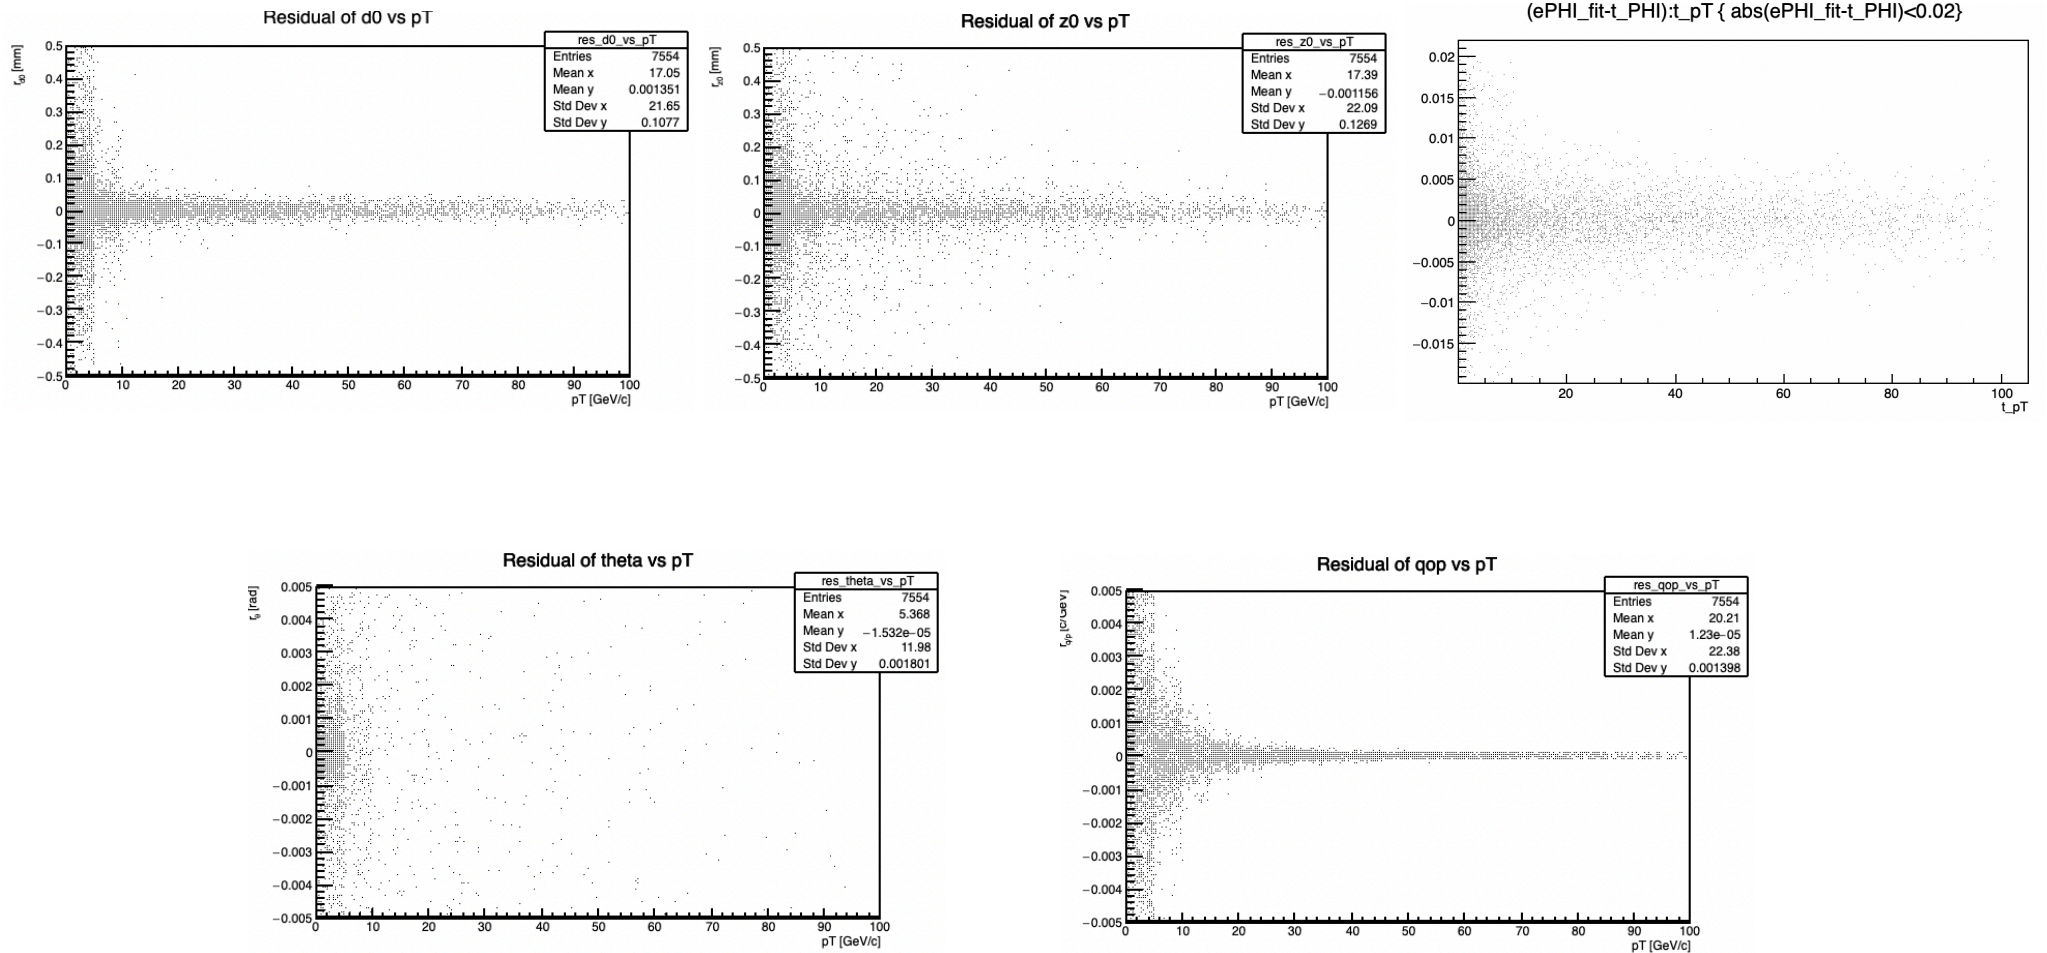 Residual of d0 vs pT
r_d0 [mm]
res_d0_vs_pT
Entries 7554
Mean x 17.05
Mean y 0.001351
Std Dev x 21.65
Std Dev y 0.1077
0.5
0.4
0.3
0.2
0.1
0
−0.1
−0.2
−0.3
−0.4
−0.5
0 10 20 30 40 50 60 70 80 90 100
pT [GeV/c]
Residual of z0 vs pT
r_z0 [mm]
res_z0_vs_pT
Entries 7554
Mean x 17.39
Mean y −0.001156
Std Dev x 22.09
Std Dev y 0.1269
0.5
0.4
0.3
0.2
0.1
0
−0.1
−0.2
−0.3
−0.4
−0.5
0 10 20 30 40 50 60 70 80 90 100
pT [GeV/c]
(ePHI_fit-t_PHI):t_pT { abs(ePHI_fit-t_PHI)<0.02}
0.02
0.015
0.01
0.005
0
−0.005
−0.01
−0.015
20 40 60 80 100
t_pT
Residual of theta vs pT
[rad]
res_theta_vs_pT
Entries 7554
Mean x 5.368
Mean y −1.532e−05
Std Dev x 11.98
Std Dev y 0.001801
0.005
0.004
0.003
0.002
0.001
0
−0.001
−0.002
−0.003
−0.004
−0.005
0 10 20 30 40 50 60 70 80 90 100
pT [GeV/c]
Residual of qop vs pT
r_q/p [c/GeV]
res_qop_vs_pT
Entries 7554
Mean x 20.21
Mean y 1.23e−05
Std Dev x 22.38
Std Dev y 0.001398
0.005
0.004
0.003
0.002
0.001
0
−0.001
−0.002
−0.003
−0.004
−0.005
0 10 20 30 40 50 60 70 80 90 100
pT [GeV/c]